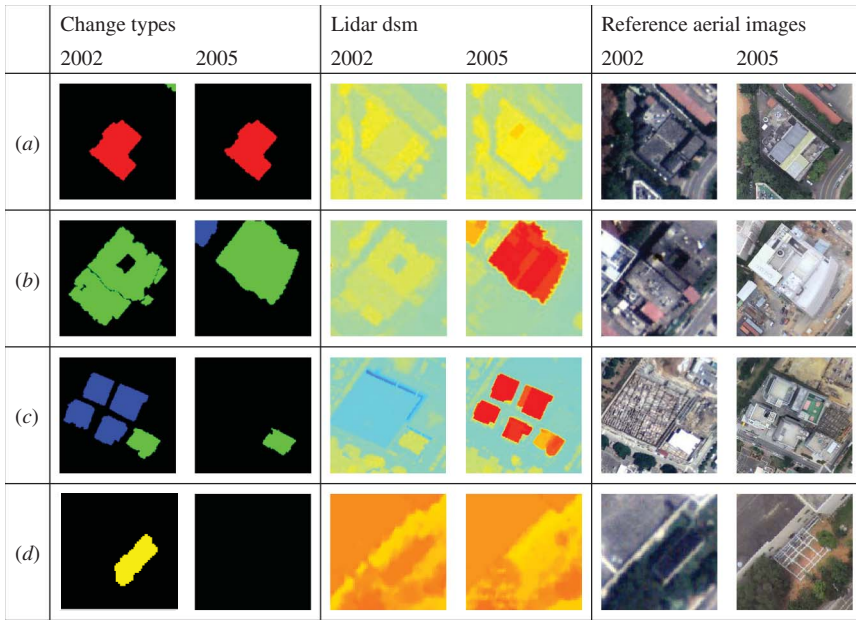 Change types Lidar dsm Reference aerial images
2002 2005 2002 2005 2002 2005
(a)
(b)
(c)
(d)